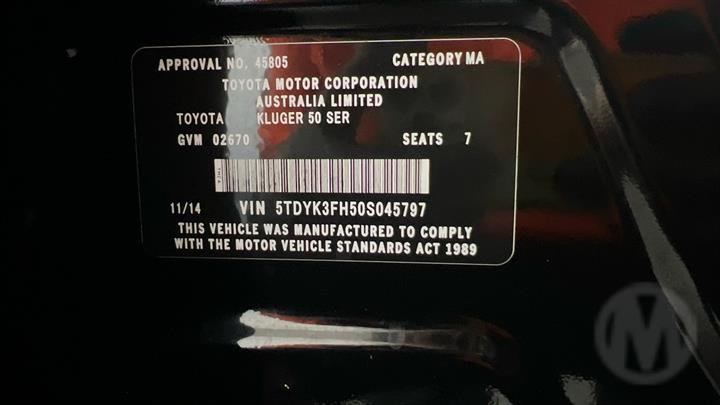 APPROVAL NO. 45805 CATEGORY MA
TOYOTA MOTOR CORPORATION
AUSTRALIA LIMITED
TOYOTA KLUGER 50 SER
GVM 02670 SEATS 7
11/14 VIN 5TDYK3FH50S045797
THIS VEHICLE WAS MANUFACTURED TO COMPLY
WITH THE MOTOR VEHICLE STANDARDS ACT 1989
M